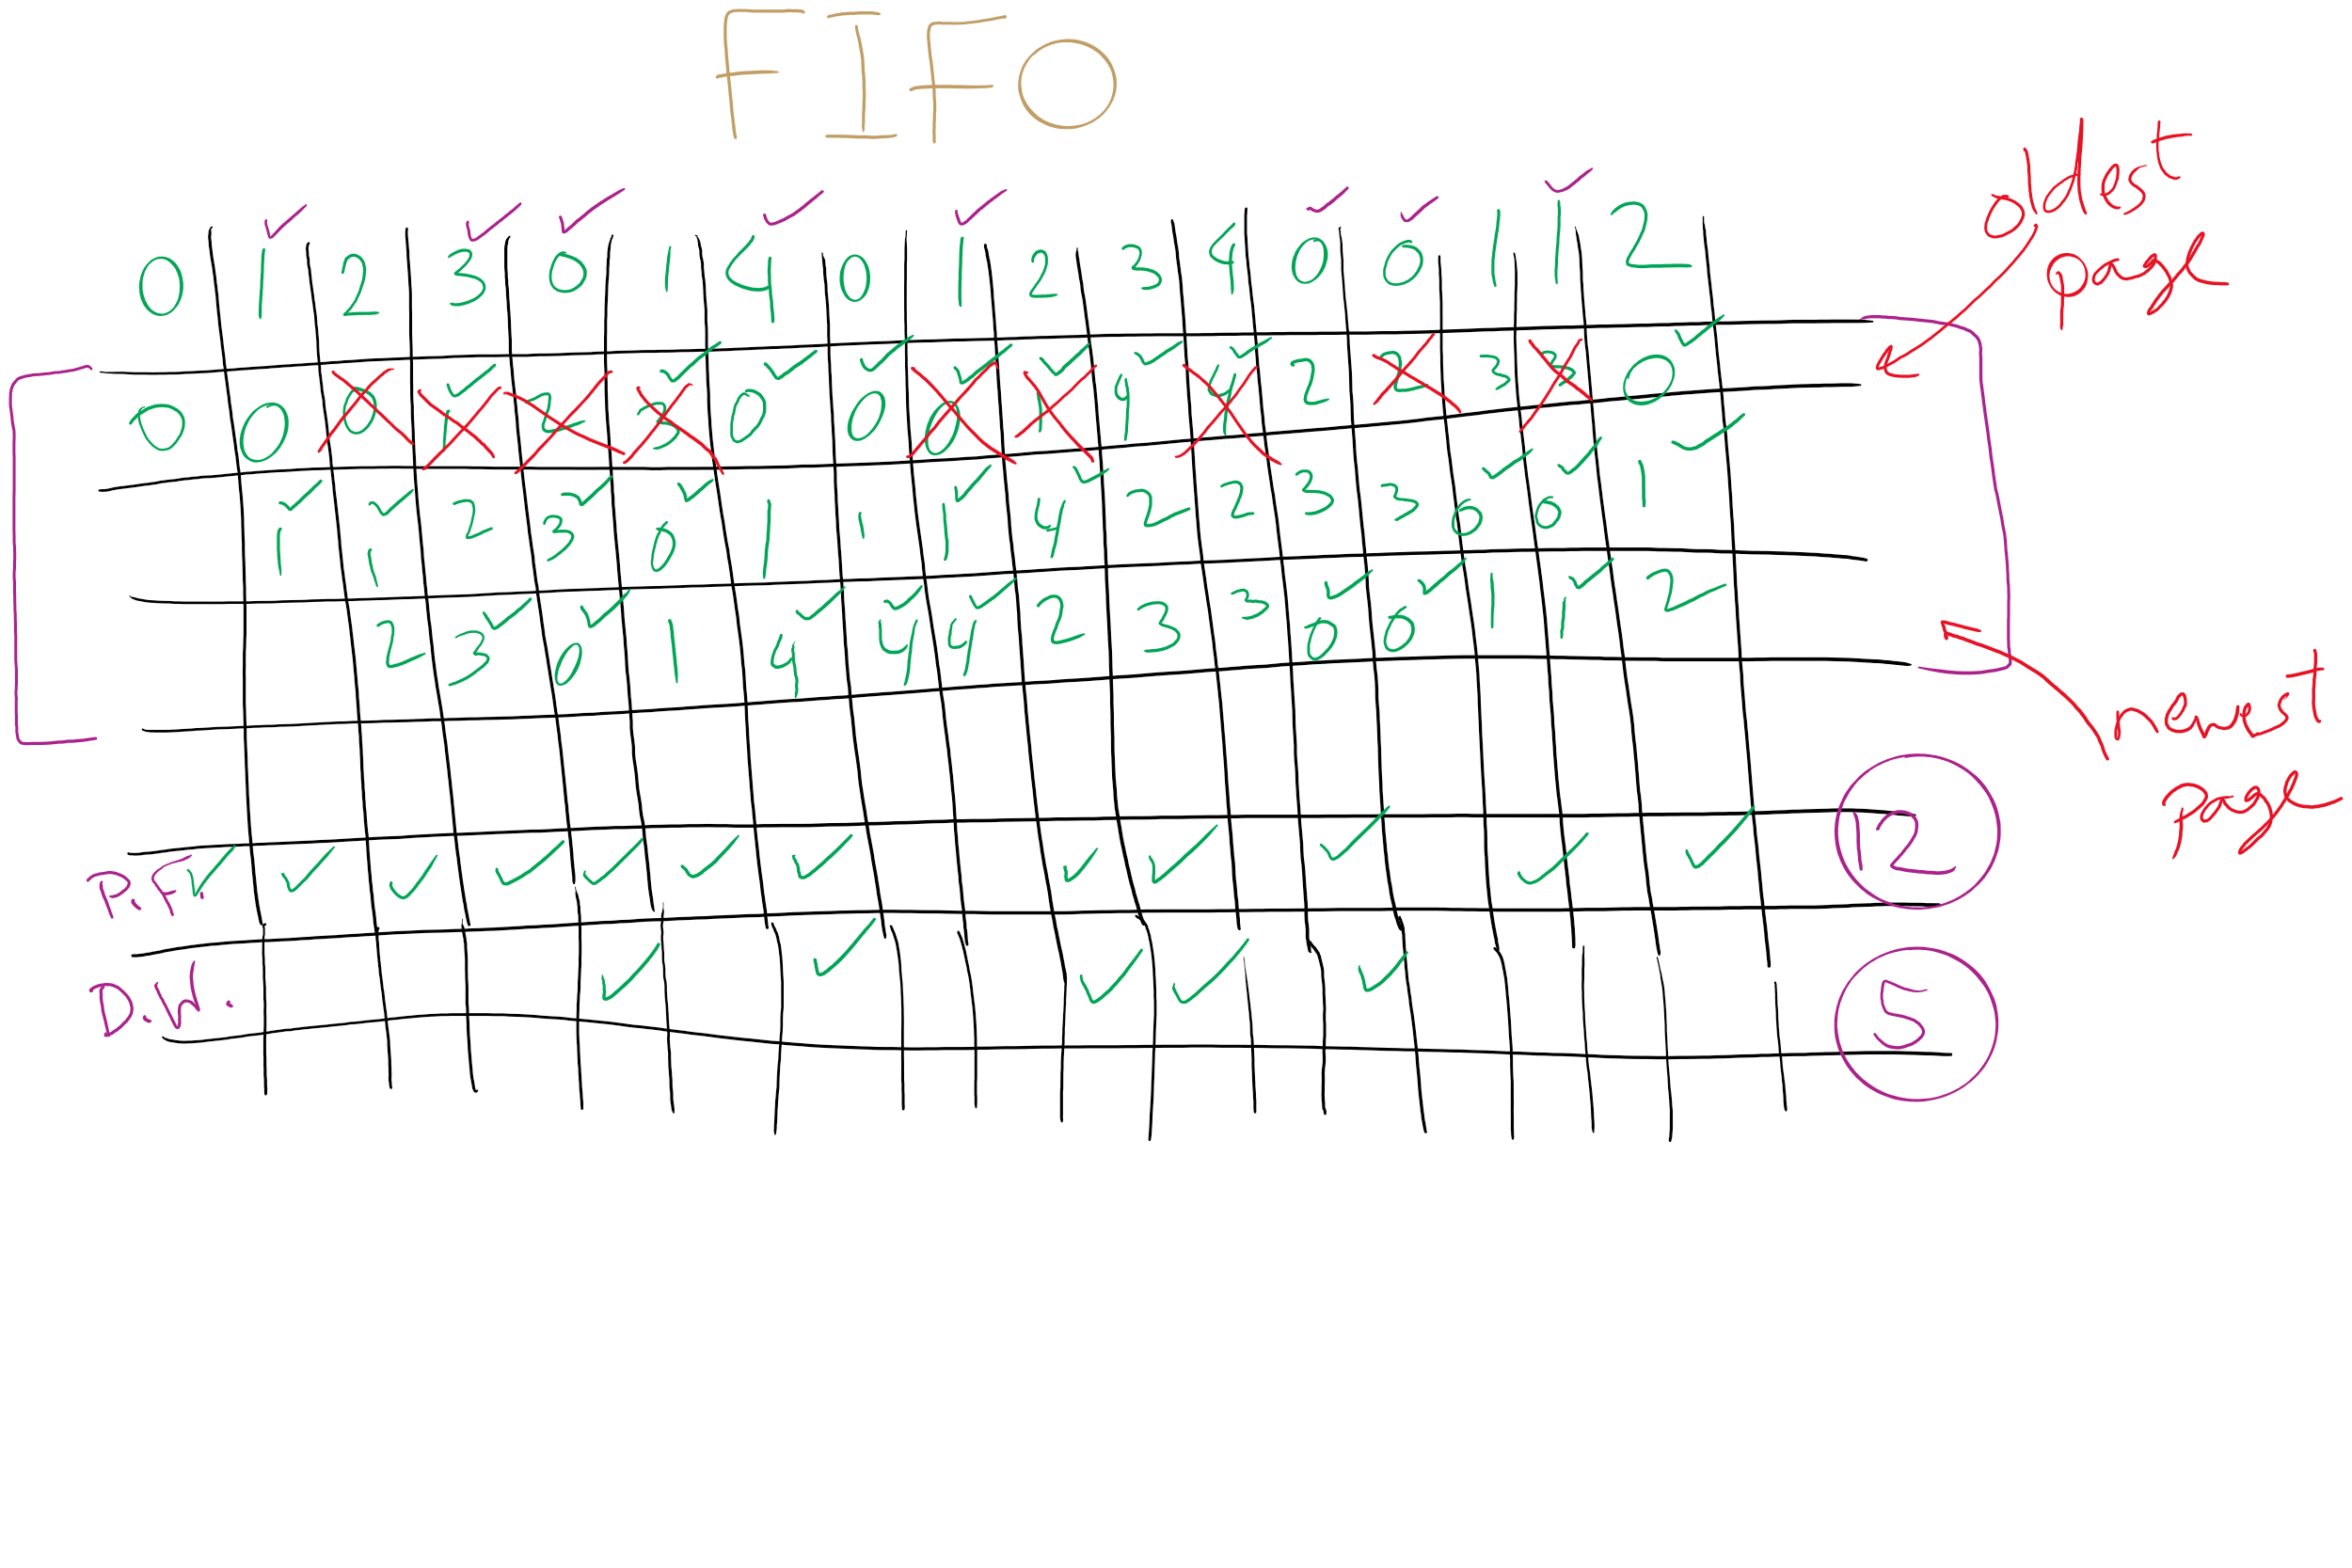 FIFO
oldest
page
0 1 ✓ 2 3 ✓ 0 ✓ 1 4 ✓ 0 1 ✓ 2 3 4 0 ✓ 0 ✓ 1 1 ✓ 2
0 0 0 1 ✓ 2 3 ✓ 0 ✓ 0 ✓ 0 ✓ 1 ✓ 4 ✓ 4 ✓ 2 2 3 3 0 ✓
1 ✓ 1 ✓ 2 3 ✓ 0 ✓ 1 1 1 ✓ 4 ✓ 2 2 3 3 0 ✓ 0 ✓ 1 ✓
2 3 ✓ 0 ✓ 1 4 ✓ 4 ✓ 4 ✓ 2 3 3 0 ✓ 0 ✓ 1 1 ✓ 2
newest
page
P.F. ✓ ✓ ✓ ✓ ✓ ✓ ✓ ✓ ✓ ✓ ✓ ✓ 12
D.W. ✓ ✓ ✓ ✓ ✓ 5